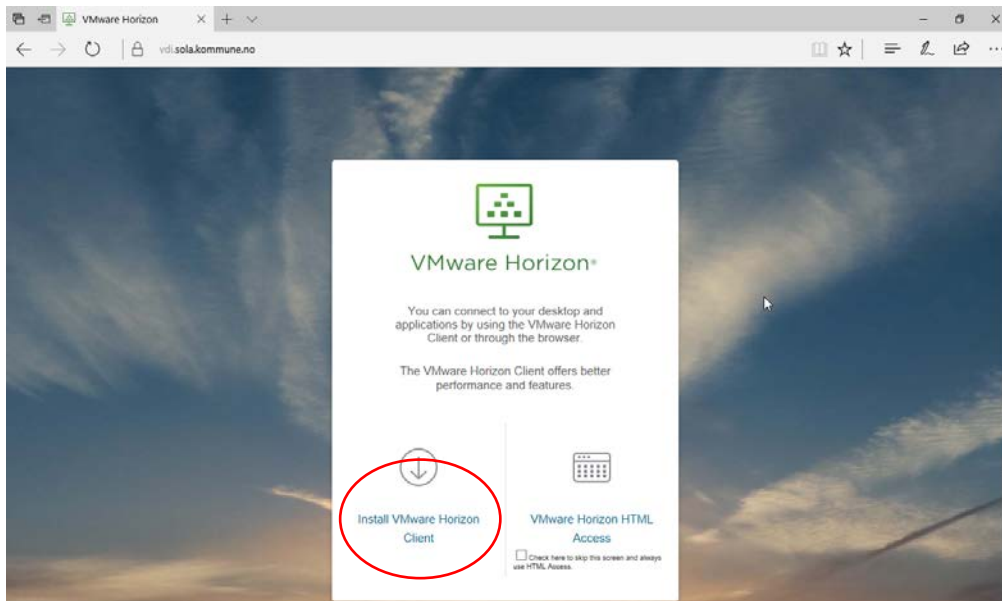 VMware Horizon
vdi.sola.kommune.no
VMware Horizon®
You can connect to your desktop and
applications by using the VMware Horizon
Client or through the browser.
The VMware Horizon Client offers better
performance and features.
Install VMware Horizon
Client
VMware Horizon HTML
Access
Check here to skip this screen and always
use HTML Access.